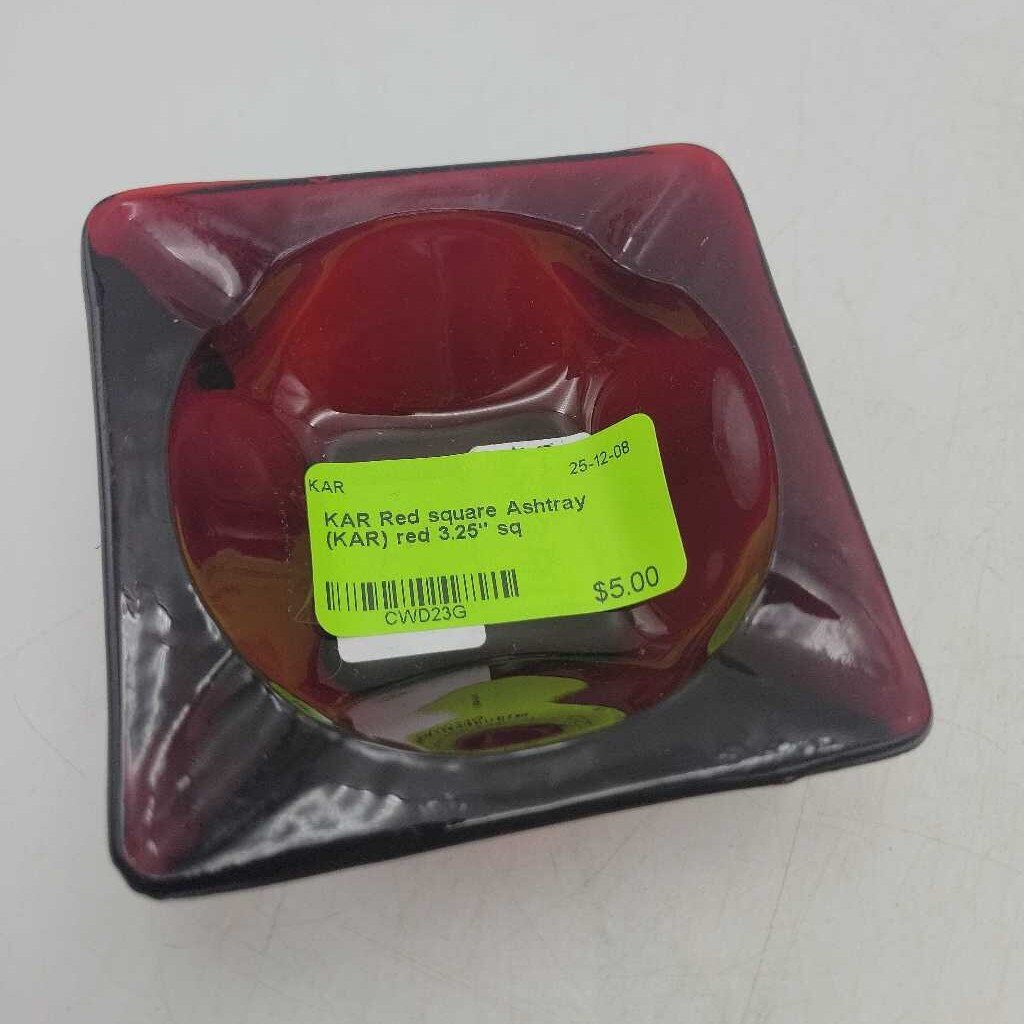 KAR
25-12-08
KAR Red square Ashtray
(KAR) red 3.25" sq
CWD23G
$5.00